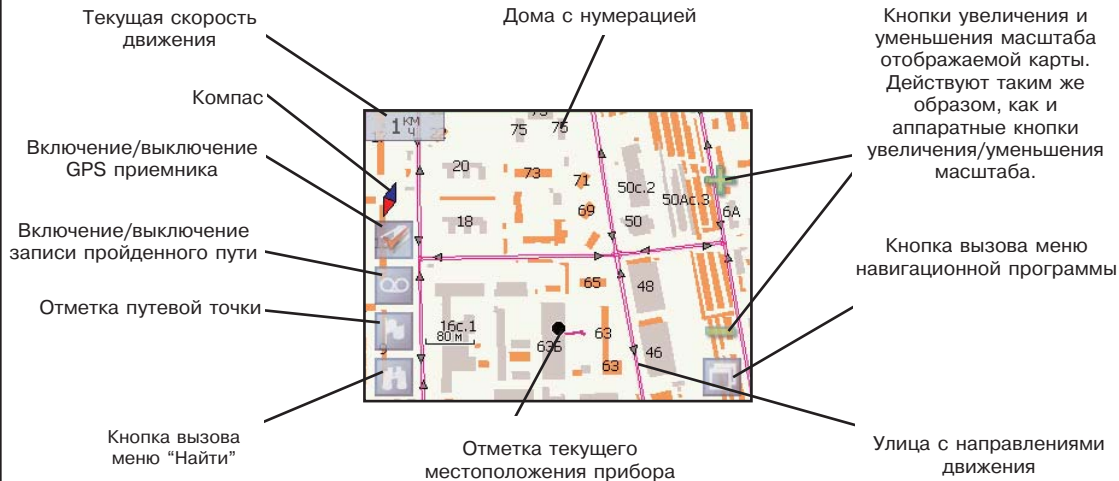 Текущая скорость
движения
Компас
Включение/выключение
GPS приемника
Включение/выключение
записи пройденного пути
Отметка путевой точки
Кнопка вызова
меню “Найти”
Дома с нумерацией
Отметка текущего
местоположения прибора
Кнопки увеличения и
уменьшения масштаба
отображаемой карты.
Действуют таким же
образом, как и
аппаратные кнопки
увеличения/уменьшения
масштаба.
Кнопка вызова меню
навигационной программы
Улица с направлениями
движения
1 КМ
Ч
75
75
20
73
71
50с.2
50Ас.3
6А
18
69
50
65
48
16с.1
80 м
63Б
63
46
63
9